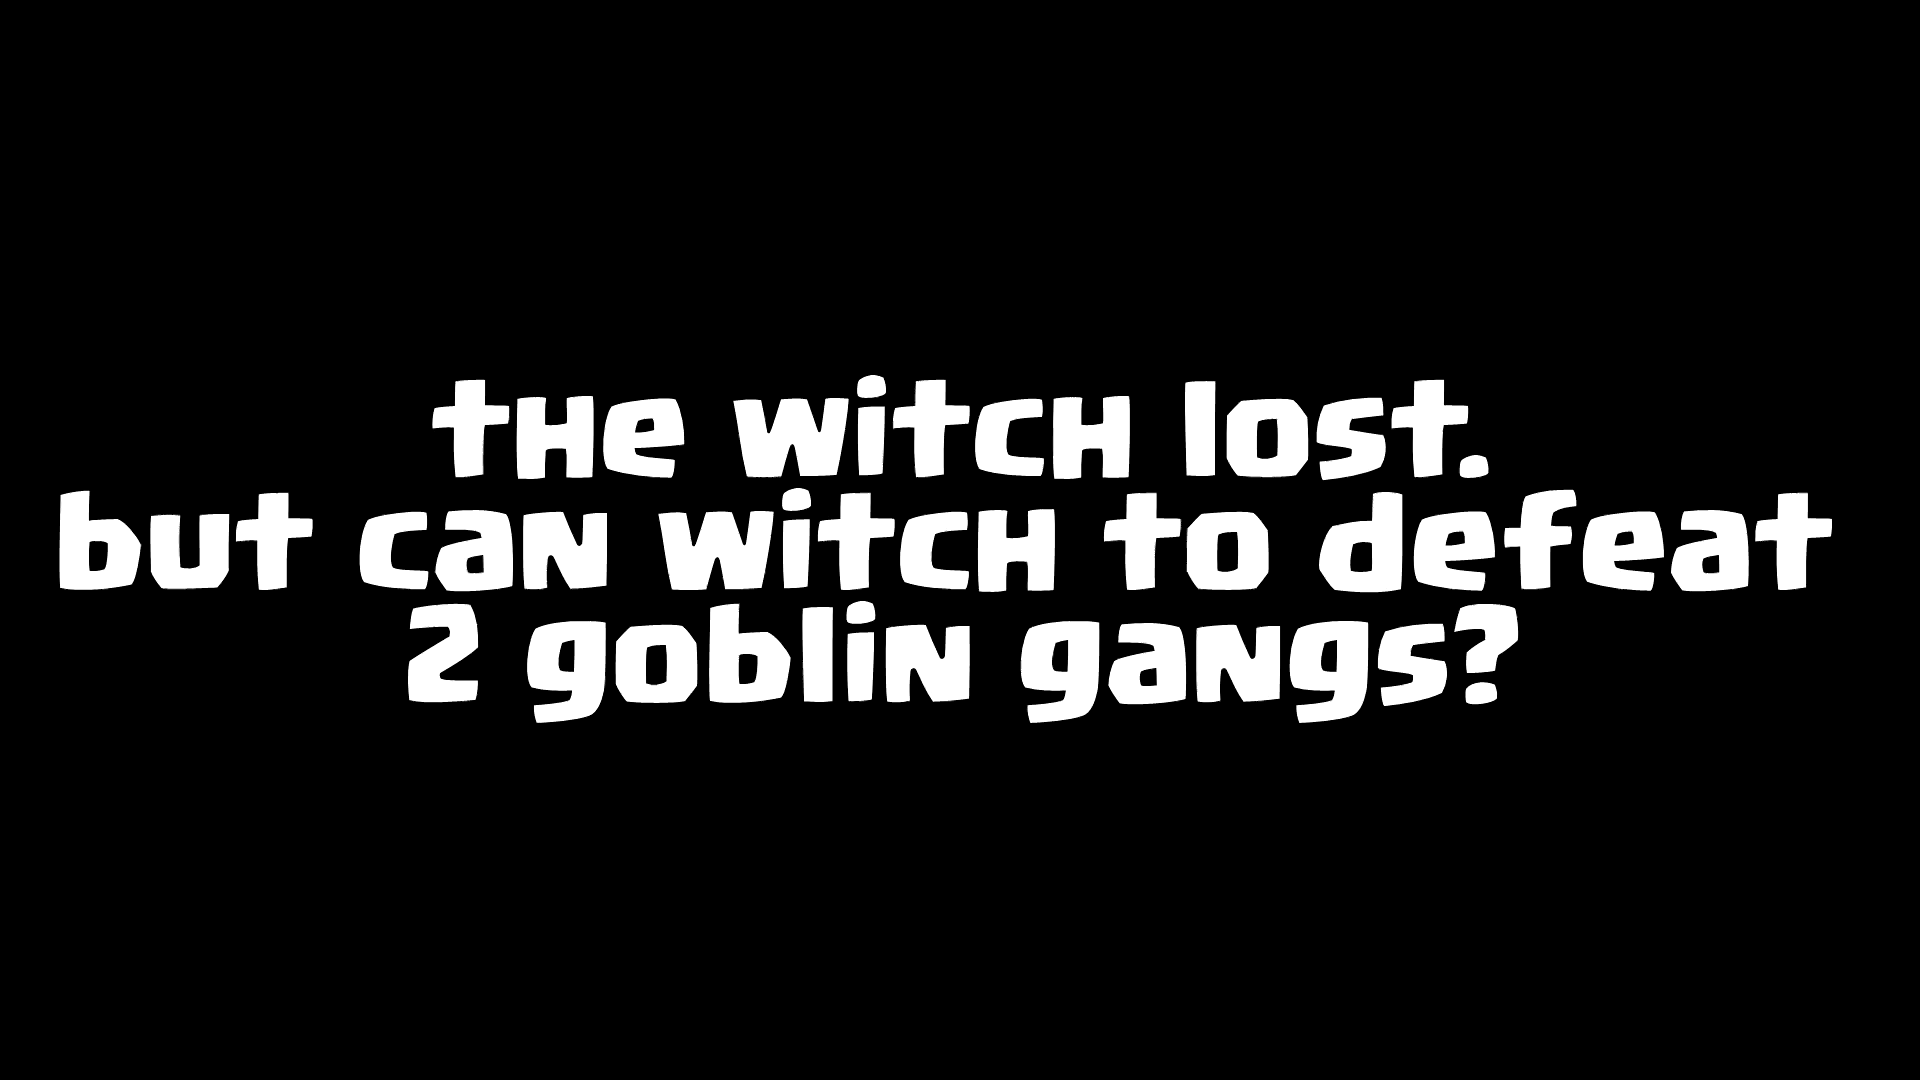 the witch lost.
but can witch to defeat
2 goblin gangs?